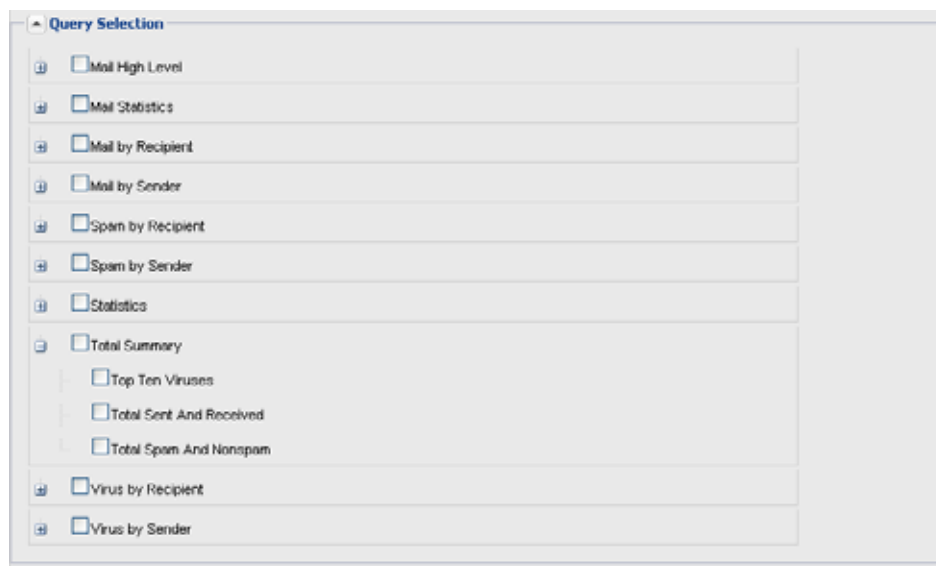 Query Selection
Mail High Level
Mail Statistics
Mail by Recipient
Mail by Sender
Spam by Recipient
Spam by Sender
Statistics
Total Summary
Top Ten Viruses
Total Sent And Received
Total Spam And Nonspam
Virus by Recipient
Virus by Sender